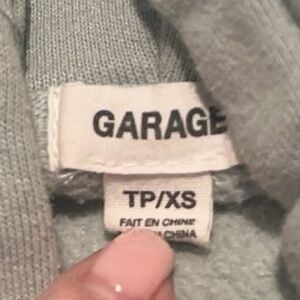 GARAGE
TP/XS
FAIT EN CHINE
CHINA